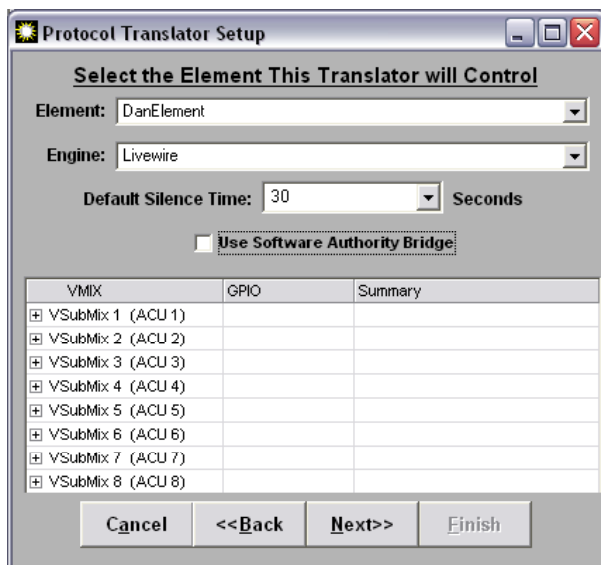 Protocol Translator Setup
Select the Element This Translator will Control
Element: DanElement
Engine: Livewire
Default Silence Time: 30 Seconds
Use Software Authority Bridge
VMIX GPIO Summary
VSubMix 1 (ACU 1)
VSubMix 2 (ACU 2)
VSubMix 3 (ACU 3)
VSubMix 4 (ACU 4)
VSubMix 5 (ACU 5)
VSubMix 6 (ACU 6)
VSubMix 7 (ACU 7)
VSubMix 8 (ACU 8)
Cancel <<Back Next>> Finish